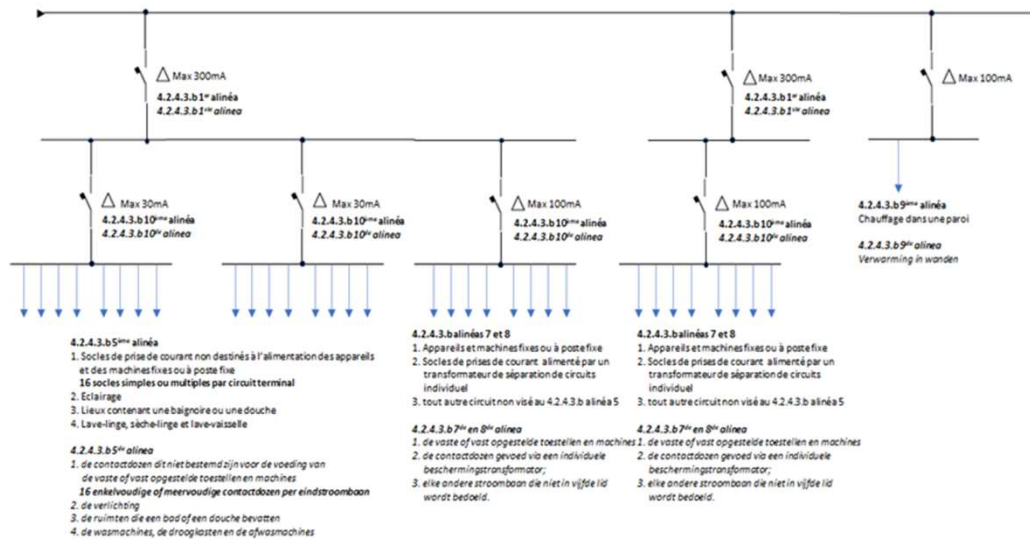 △ Max 300mA
4.2.4.3.b1er alinéa
4.2.4.3.b1ste alinea
△ Max 300mA
4.2.4.3.b1er alinéa
4.2.4.3.b1ste alinea
△ Max 100mA
△ Max 30mA
4.2.4.3.b10ième alinéa
4.2.4.3.b10de alinea
△ Max 30mA
4.2.4.3.b10ième alinéa
4.2.4.3.b10de alinea
△ Max 100mA
4.2.4.3.b10ième alinéa
4.2.4.3.b10de alinea
△ Max 100mA
4.2.4.3.b10ième alinéa
4.2.4.3.b10de alinea
4.2.4.3.b9ième alinéa
Chauffage dans une paroi
4.2.4.3.b9de alinea
Verwarming in wanden
4.2.4.3.b5ième alinéa
1. Socles de prise de courant non destinés à l'alimentation des appareils
et des machines fixes ou à poste fixe
16 socles simples ou multiples par circuit terminal
2. Eclairage
3. Lieux contenant une baignoire ou une douche
4. Lave-linge, sèche-linge et lave-vaisselle
4.2.4.3.b5de alinea
1. de contactdozen dit niet bestemd zijn voor de voeding van
de vaste of vast opgestelde toestellen en machines
16 enkelvoudige of meervoudige contactdozen per eindstroombaan
2. de verlichting
3. de ruimten die een bad of een douche bevatten
4. de wasmachines, de droogkasten en de afwasmachines
4.2.4.3.b alinéas 7 et 8
1. Appareils et machines fixes ou à poste fixe
2. Socles de prises de courant alimenté par un
transformateur de séparation de circuits
individuel
3. tout autre circuit non visé au 4.2.4.3.b alinéa 5
4.2.4.3.b7de en 8ste alinea
1. de vaste of vast opgestelde toestellen en machines
2. de contactdozen gevoed via een individuele
beschermingstransformator;
3. elke andere stroombaan die niet in vijfde lid
wordt bedoeld.
4.2.4.3.b alinéas 7 et 8
1. Appareils et machines fixes ou à poste fixe
2. Socles de prises de courant alimenté par un
transformateur de séparation de circuits
individuel
3. tout autre circuit non visé au 4.2.4.3.b alinéa 5
4.2.4.3.b7de en 8ste alinea
1. de vaste of vast opgestelde toestellen en machines
2. de contactdozen gevoed via een individuele
beschermingstransformator;
3. elke andere stroombaan die niet in vijfde lid
wordt bedoeld.